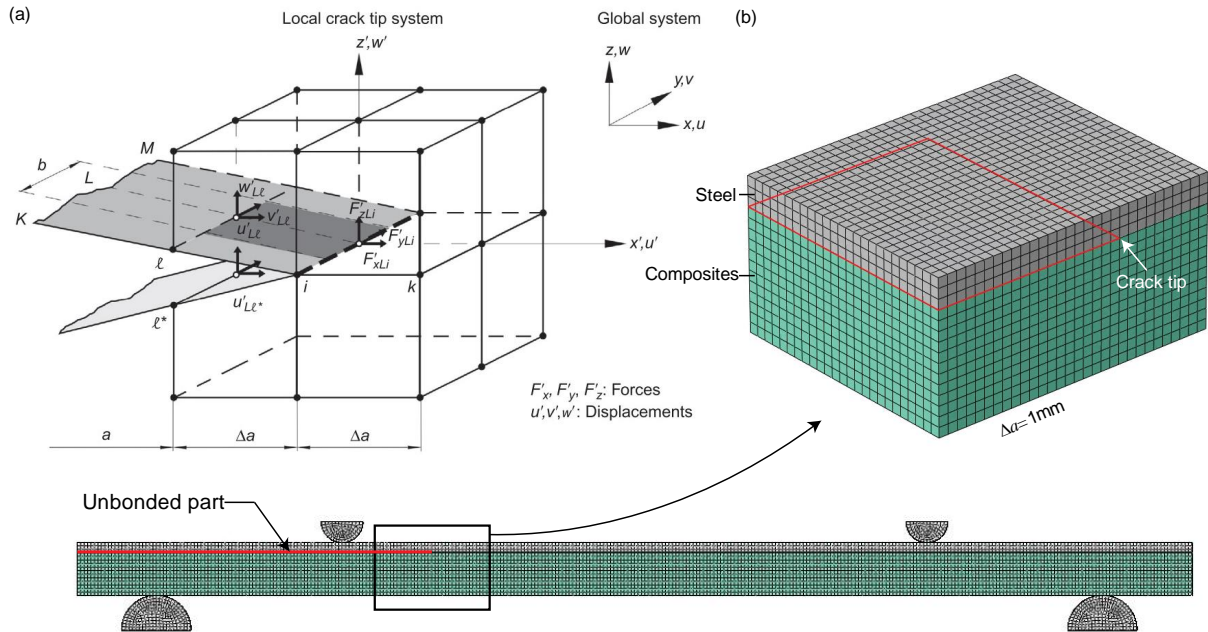 (a)
Local crack tip system
Global system
(b)
z′,w′
z,w
y,v
x,u
M
b
L
K
w′Lℓ
v′Lℓ
u′Lℓ
F′zLi
F′yLi
F′xLi
x′,u′
ℓ
i
k
u′Lℓ*
ℓ*
F′x, F′y, F′z: Forces
u′,v′,w′: Displacements
a
Δa
Δa
Steel
Composites
Crack tip
Δa=1mm
Unbonded part